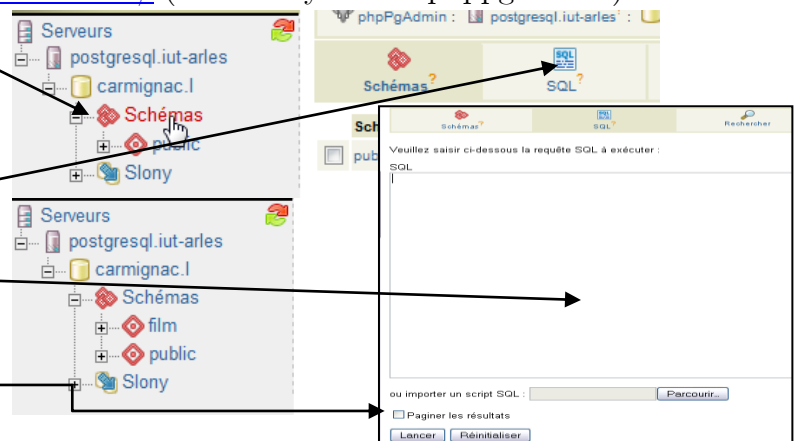 Serveurs
postgresql.iut-arles
carmignac.l
Schémas
public
Slony
phpPgAdmin : postgresql.iut-arles? :
Schémas?
SQL?
Sch
pub
Serveurs
postgresql.iut-arles
carmignac.l
Schémas
film
public
Slony
Schémas?
SQL?
Rechercher
Veuillez saisir ci-dessous la requête SQL à exécuter :
SQL
ou importer un script SQL :
Parcourir...
Paginer les résultats
Lancer
Réinitialiser